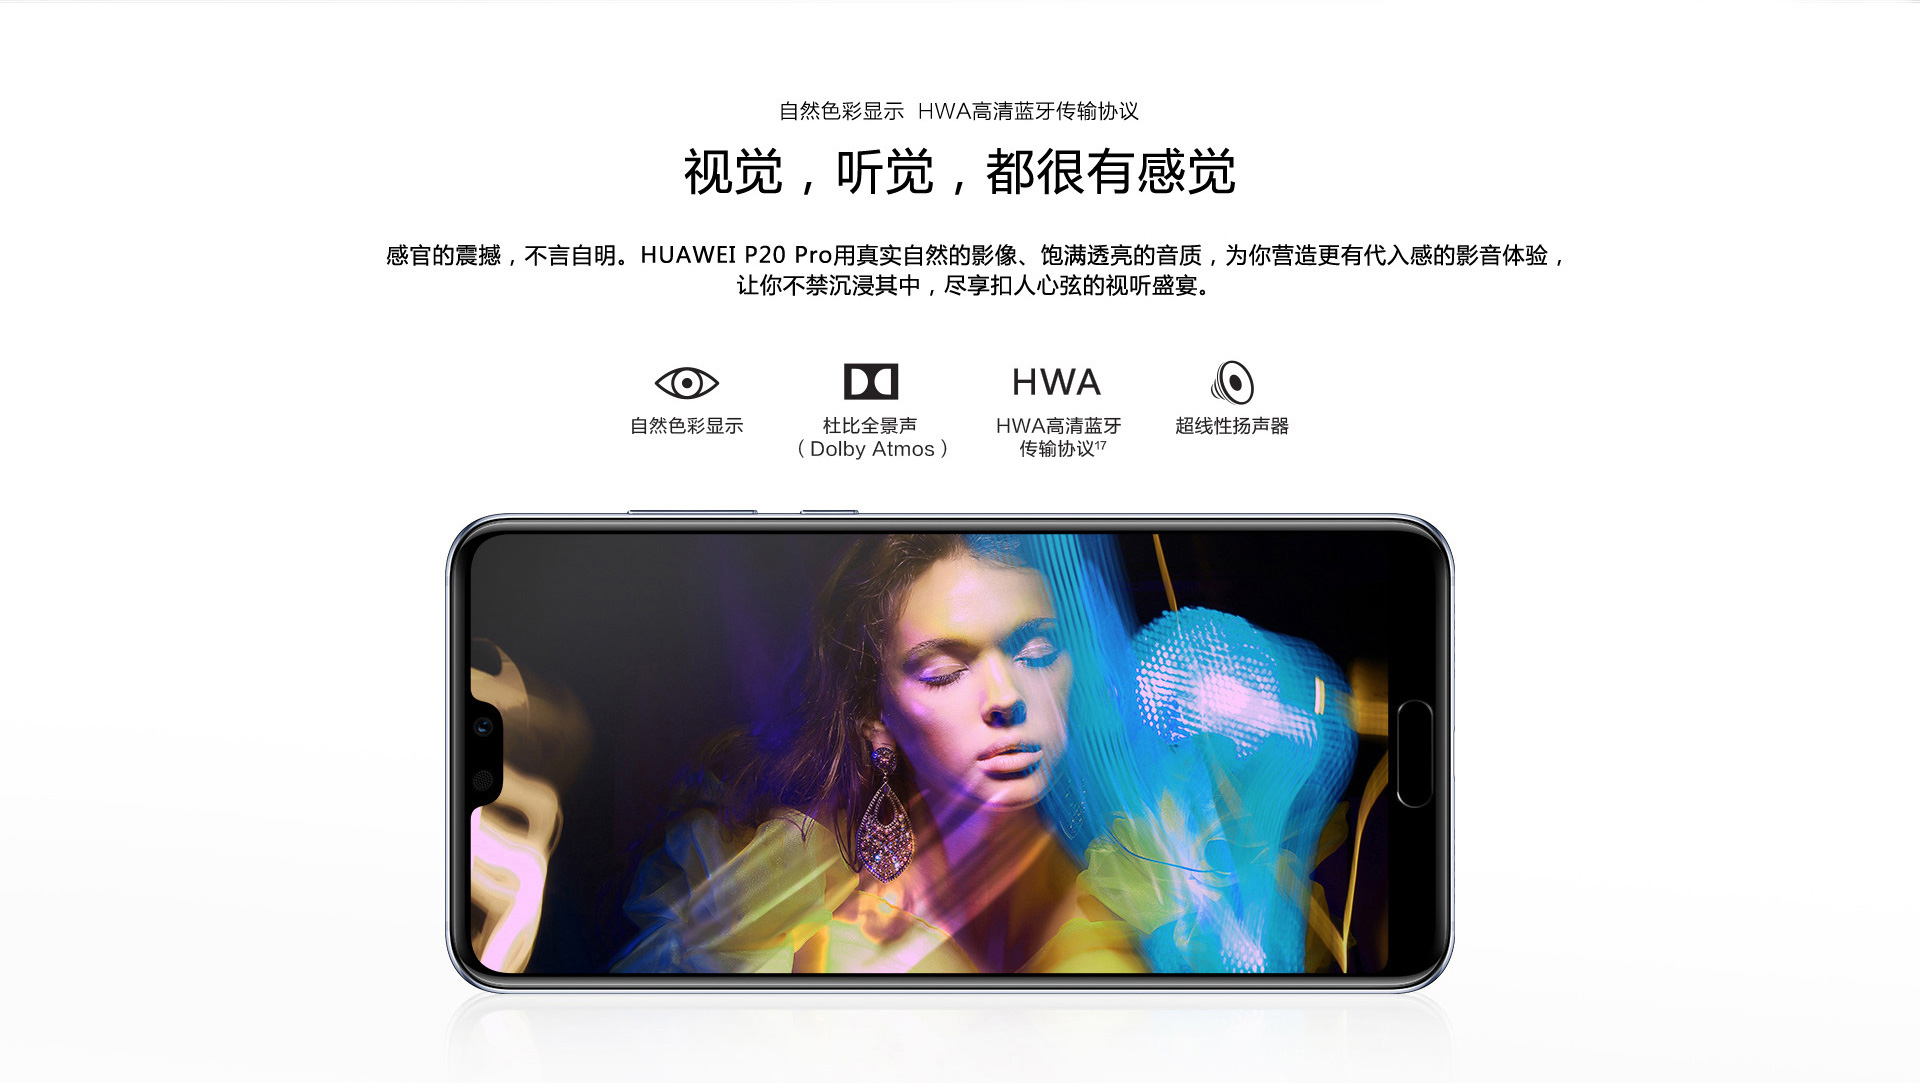 自然色彩显示 HWA高清蓝牙传输协议
视觉，听觉，都很有感觉
感官的震撼，不言自明。HUAWEI P20 Pro用真实自然的影像、饱满透亮的音质，为你营造更有代入感的影音体验，
让你不禁沉浸其中，尽享扣人心弦的视听盛宴。
HWA
自然色彩显示
杜比全景声
（Dolby Atmos）
HWA高清蓝牙
传输协议17
超线性扬声器